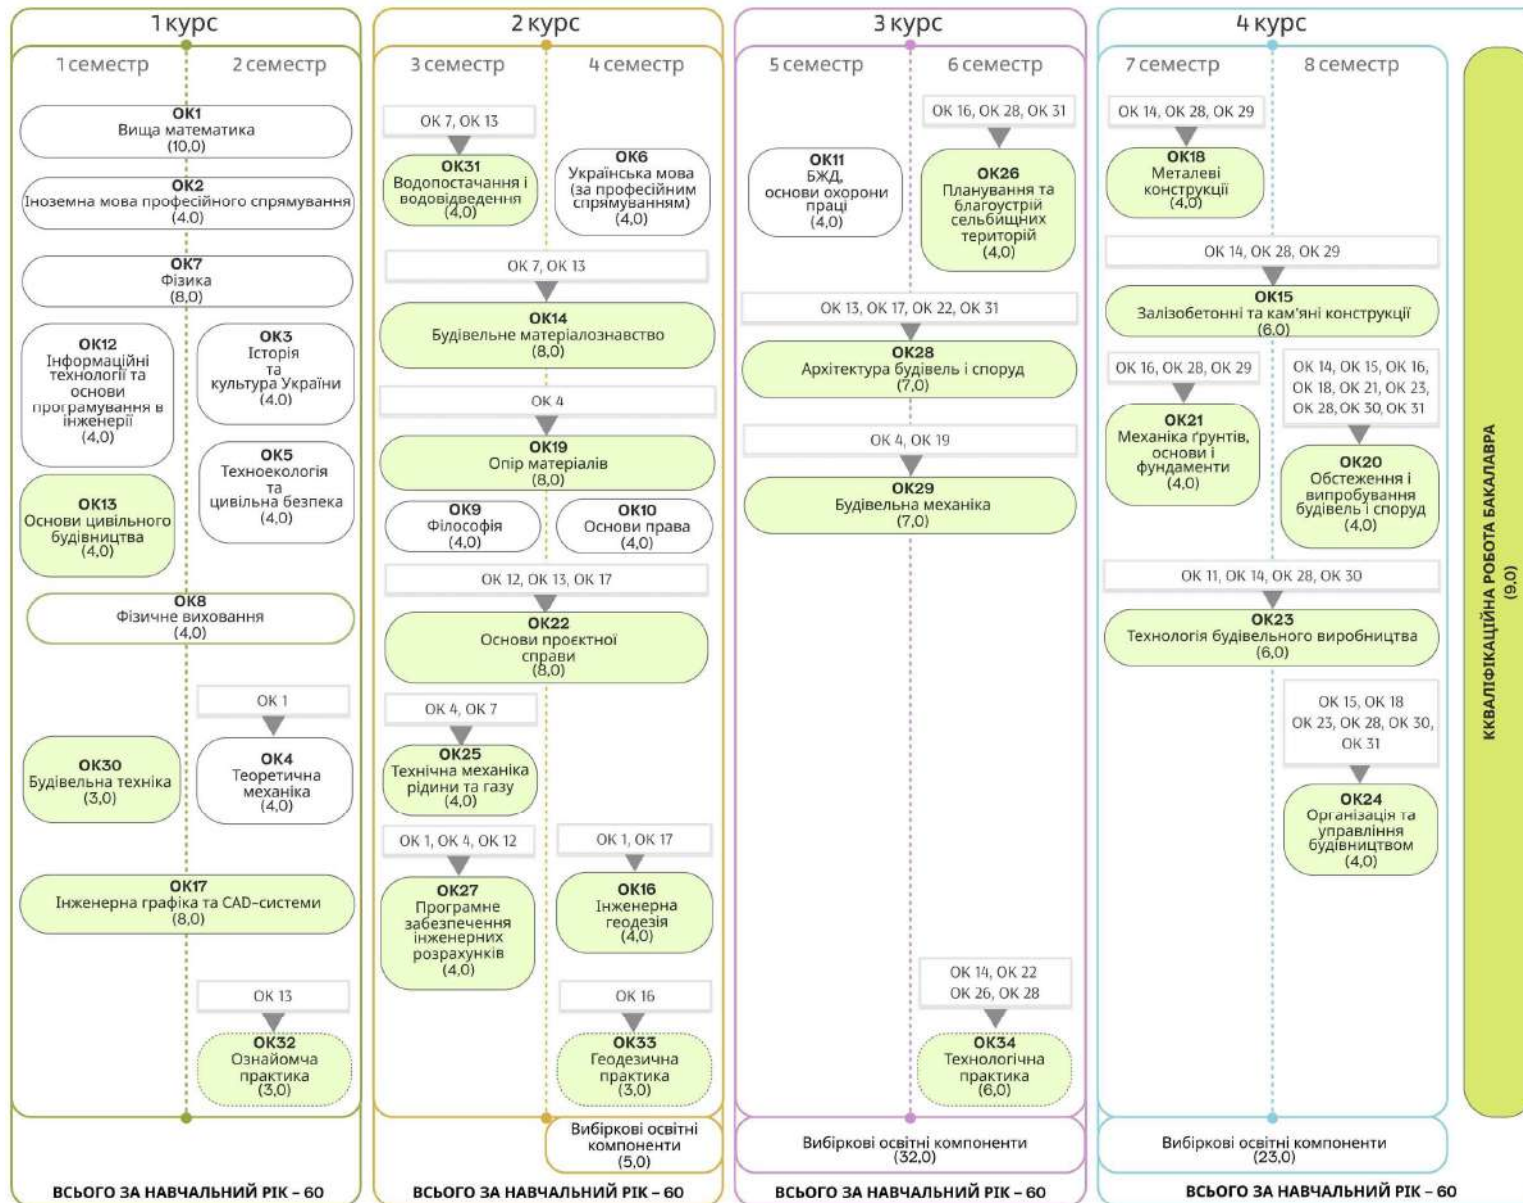 1 курс
1 семестр
2 семестр
ОК1
Вища математика
(10,0)
ОК2
Іноземна мова професійного спрямування
(4.0)
ОК7
Фізика
(8,0)
ОК12
Інформаційні
технології та
основи
програмування в
інженерії
(4,0)
ОК3
Історія
та
культура України
(4.0)
ОК5
Техноекологія
та
цивільна безпека
(4,0)
ОК13
Основи цивільного
будівництва
(4,0)
ОК8
Фізичне виховання
(4,0)
ОК 1
ОК30
Будівельна техніка
(3,0)
ОК4
Теоретична
механіка
(4,0)
ОК17
Інженерна графіка та CAD-системи
(8,0)
ОК 13
ОК32
Ознайомча
практика
(3,0)
ВСЬОГО ЗА НАВЧАЛЬНИЙ РІК – 60
2 курс
3 семестр
4 семестр
ОК 7, ОК 13
ОК31
Водопостачання і
водовідведення
(4,0)
ОК6
Українська мова
(за професійним
спрямуванням)
(4,0)
ОК 7, ОК 13
ОК14
Будівельне матеріалознавство
(8,0)
ОК 4
ОК19
Опір матеріалів
(8,0)
ОК9
Філософія
(4,0)
ОК10
Основи права
(4,0)
ОК 12, ОК 13, ОК 17
ОК22
Основи проєктної
справи
(8,0)
ОК 4, ОК 7
ОК25
Технічна механіка
рідини та газу
(4,0)
ОК 1, ОК 4, ОК 12
ОК27
Програмне
забезпечення
інженерних
розрахунків
(4,0)
ОК 1, ОК 17
ОК16
Інженерна
геодезія
(4,0)
ОК 16
ОК33
Геодезична
практика
(3,0)
Вибіркові освітні
компоненти
(5,0)
ВСЬОГО ЗА НАВЧАЛЬНИЙ РІК – 60
3 курс
5 семестр
6 семестр
ОК11
БЖД,
основи охорони
праці
(4,0)
ОК 16, ОК 28, ОК 31
ОК26
Планування та
благоустрій
сельбищних
територій
(4,0)
ОК 13, ОК 17, ОК 22, ОК 31
ОК28
Архітектура будівель і споруд
(7,0)
ОК 4, ОК 19
ОК29
Будівельна механіка
(7,0)
ОК 14, ОК 22
ОК 26, ОК 28
ОК34
Технологічна
практика
(6,0)
Вибіркові освітні компоненти
(32,0)
ВСЬОГО ЗА НАВЧАЛЬНИЙ РІК – 60
4 курс
7 семестр
8 семестр
ОК 14, ОК 28, ОК 29
ОК18
Металеві
конструкції
(4,0)
ОК 14, ОК 28, ОК 29
ОК15
Залізобетонні та кам'яні конструкції
(6,0)
ОК 16, ОК 28, ОК 29
ОК21
Механіка ґрунтів,
основи і
фундаменти
(4,0)
ОК 14, ОК 15, ОК 16,
ОК 18, ОК 21, ОК 23,
ОК 28, ОК 30, ОК 31
ОК20
Обстеження і
випробування
будівель і споруд
(4,0)
ОК 11, ОК 14, ОК 28, ОК 30
ОК23
Технологія будівельного виробництва
(6,0)
ОК 15, ОК 18
ОК 23, ОК 28, ОК 30,
ОК 31
ОК24
Організація та
управління
будівництвом
(4,0)
Вибіркові освітні компоненти
(23,0)
ВСЬОГО ЗА НАВЧАЛЬНИЙ РІК – 60
ККВАЛІФІКАЦІЙНА РОБОТА БАКАЛАВРА
(9,0)